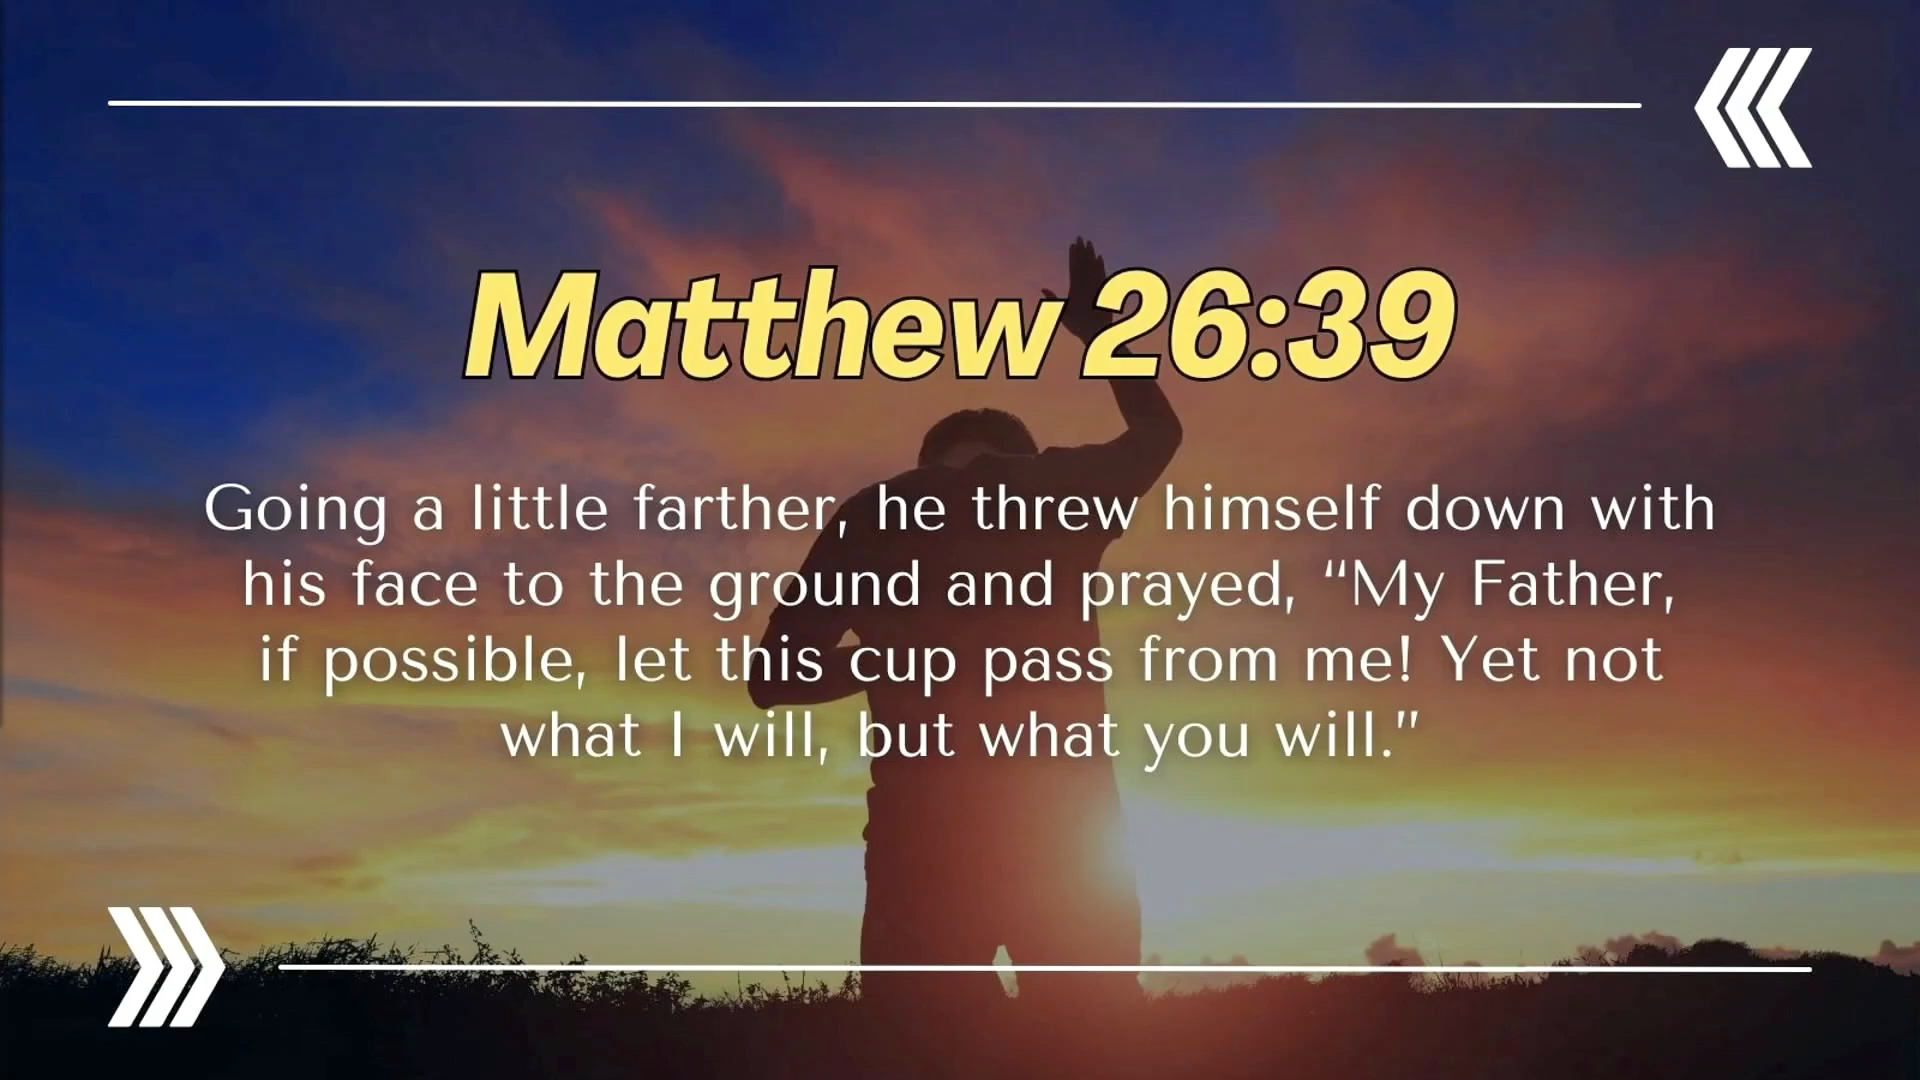 Matthew 26:39
Going a little farther, he threw himself down with
his face to the ground and prayed, “My Father,
if possible, let this cup pass from me! Yet not
what I will, but what you will.”